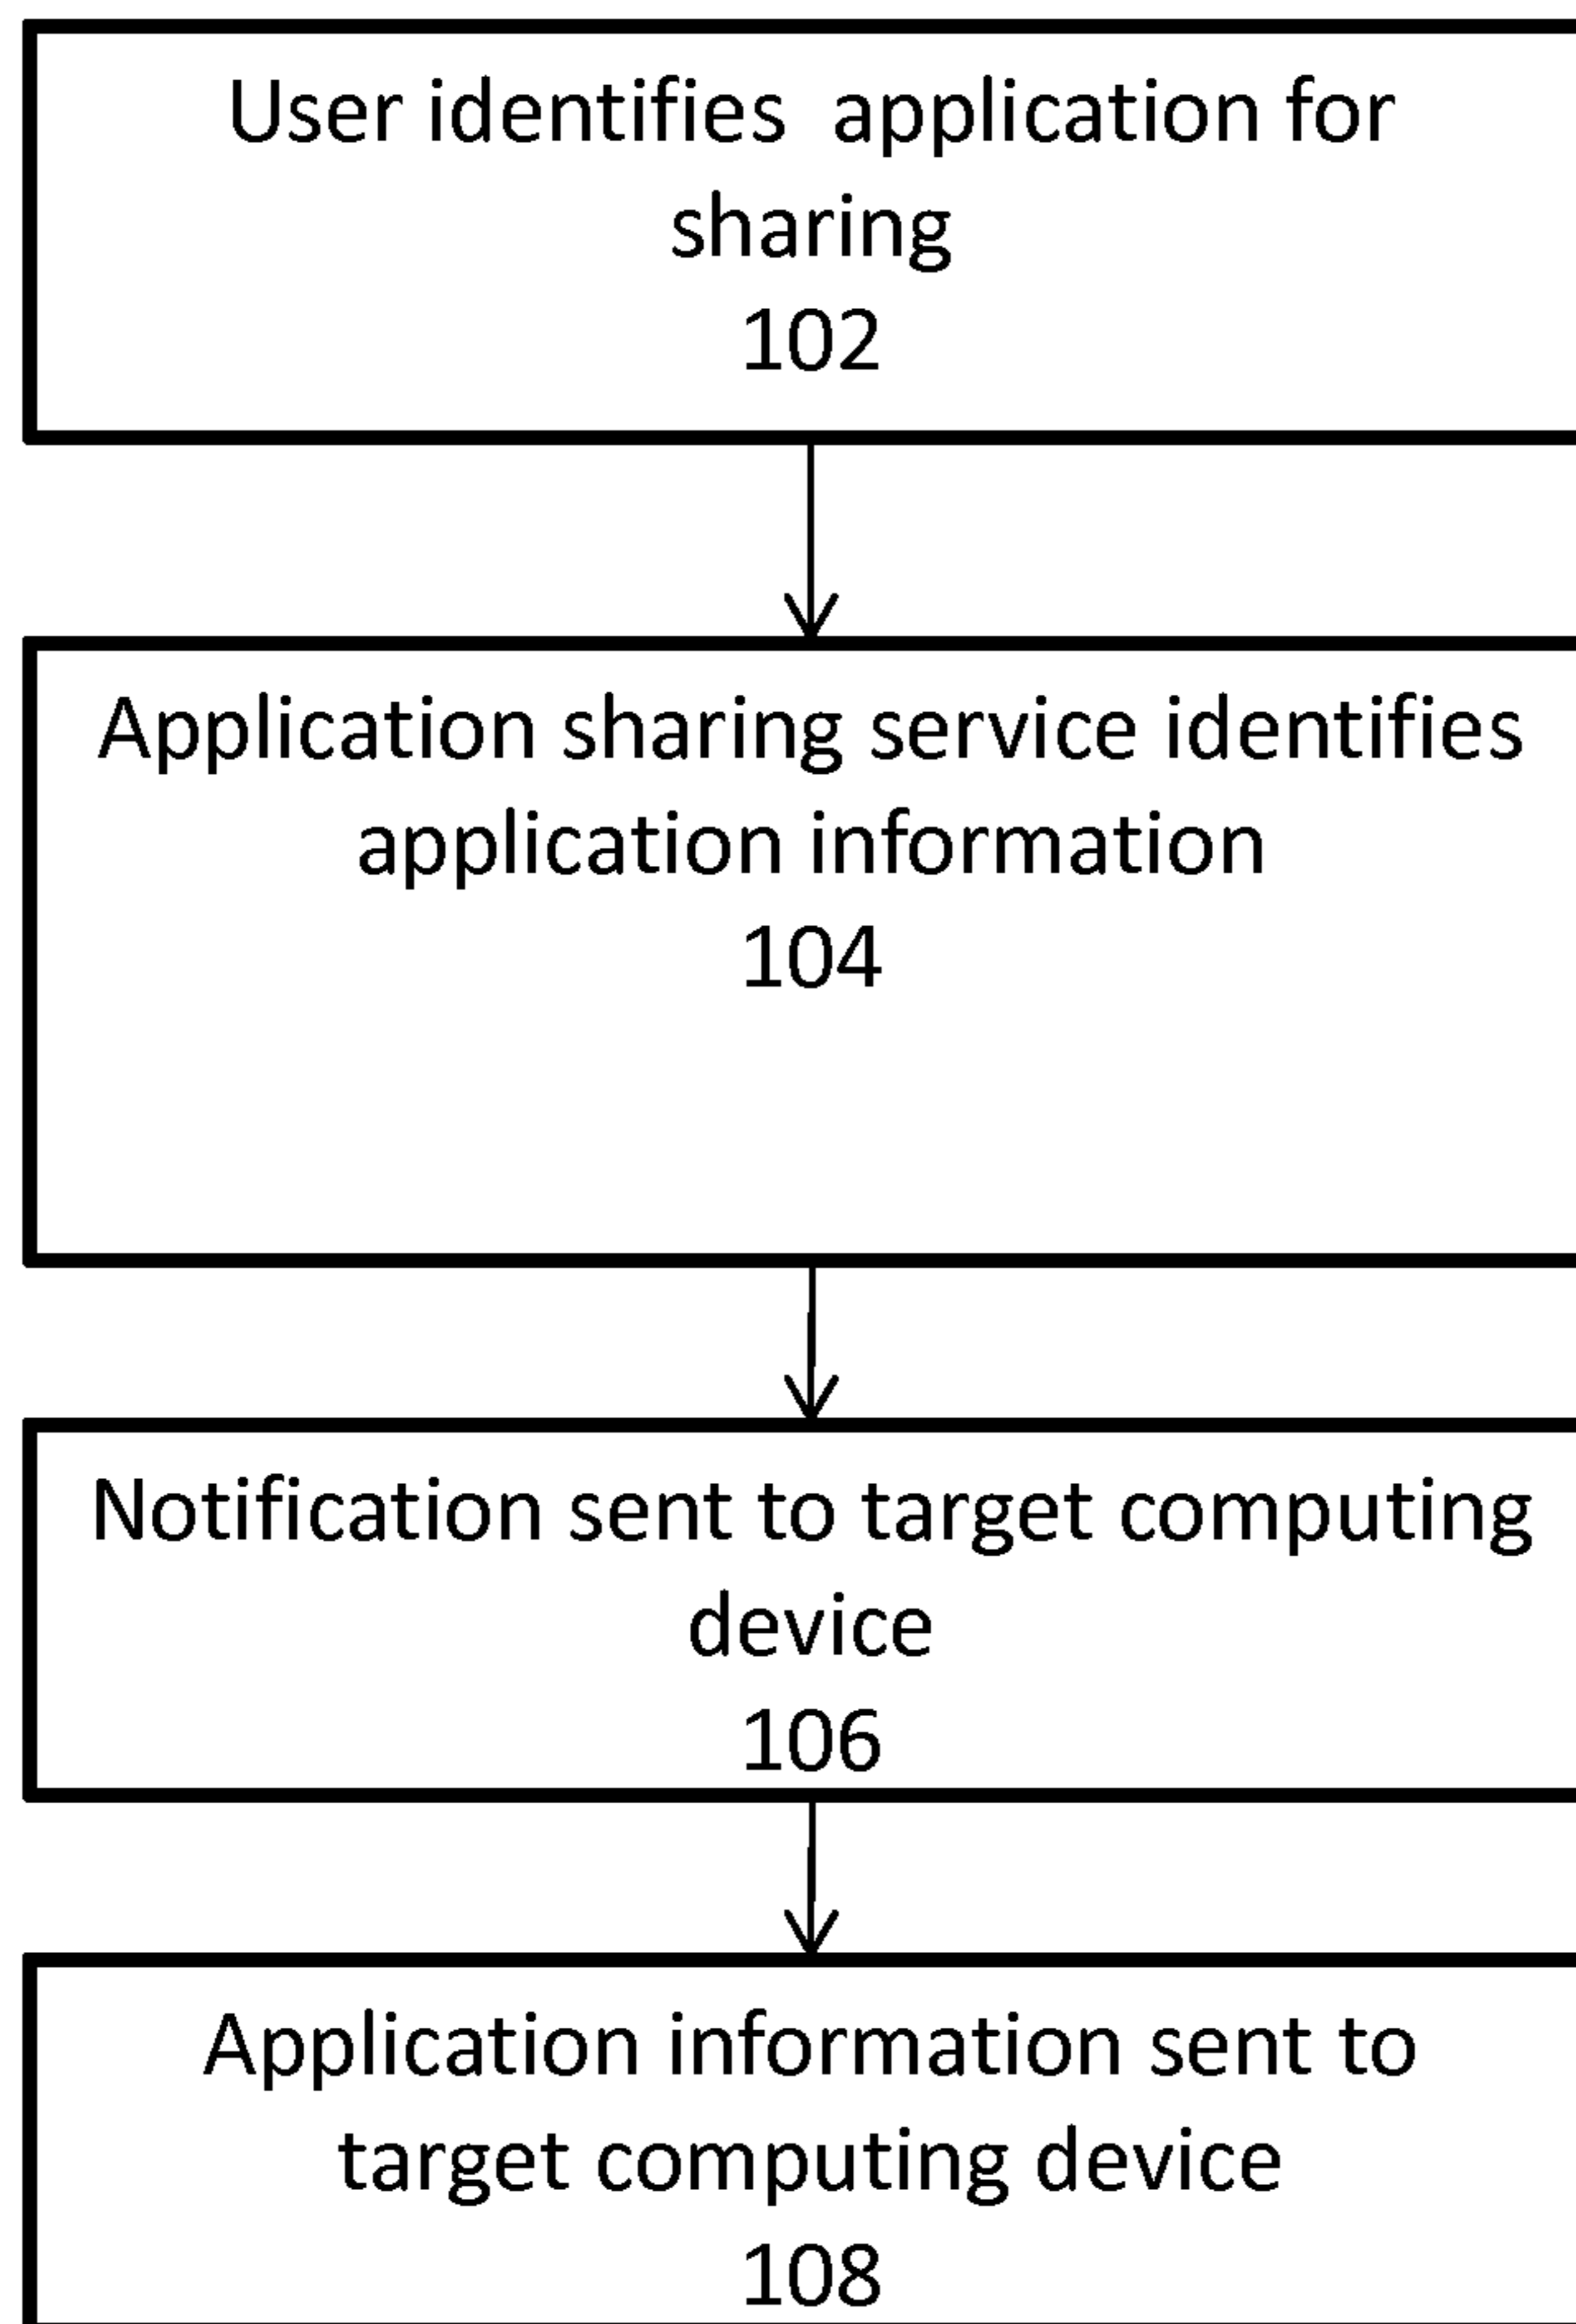 User identifies application for
sharing
102
Application sharing service identifies
application information
104
Notification sent to target computing
device
106
Application information sent to
target computing device
108